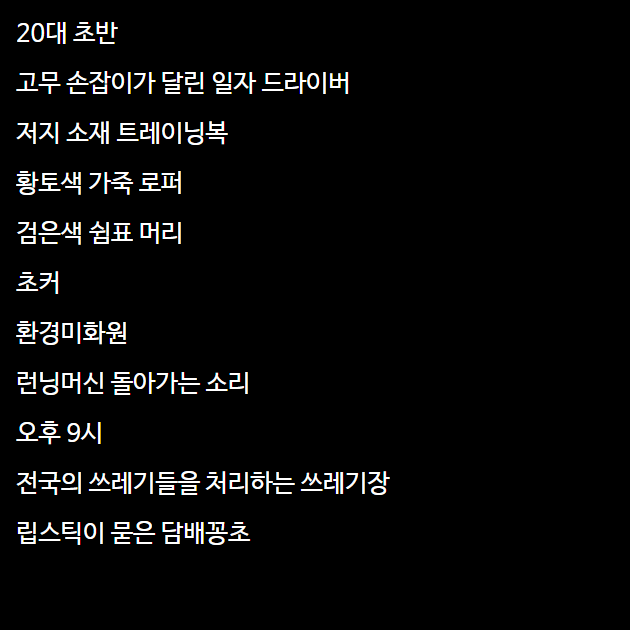 20대 초반
고무 손잡이가 달린 일자 드라이버
저지 소재 트레이닝복
황토색 가죽 로퍼
검은색 쉼표 머리
초커
환경미화원
런닝머신 돌아가는 소리
오후 9시
전국의 쓰레기들을 처리하는 쓰레기장
립스틱이 묻은 담배꽁초